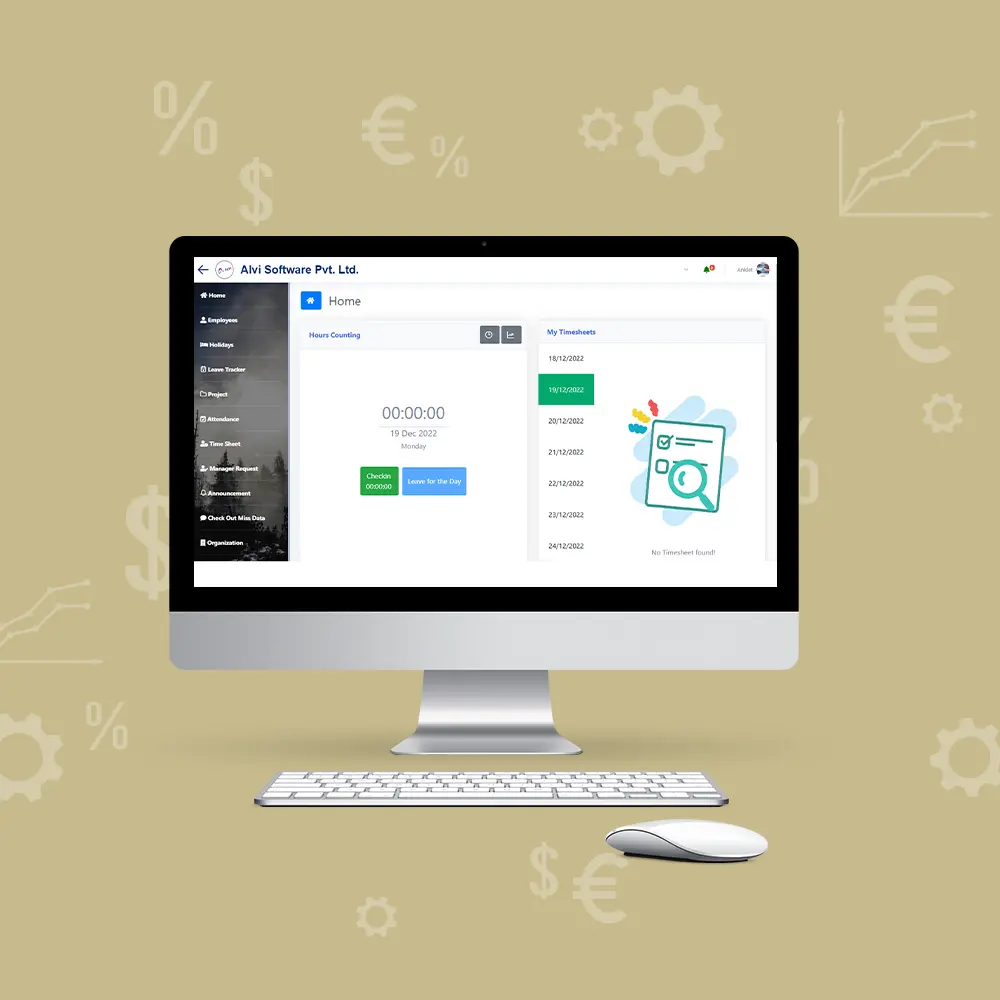 Alvi Software Pvt. Ltd.
Aniket
Home
Employees
Holidays
Leave Tracker
Project
Attendance
Time Sheet
Manager Request
Announcement
Check Out Miss Data
Organization
Home
Hours Counting
00:00:00
19 Dec 2022
Monday
CheckIn
00:00:00
Leave for the Day
My Timesheets
18/12/2022
19/12/2022
20/12/2022
21/12/2022
22/12/2022
23/12/2022
24/12/2022
No Timesheet found!